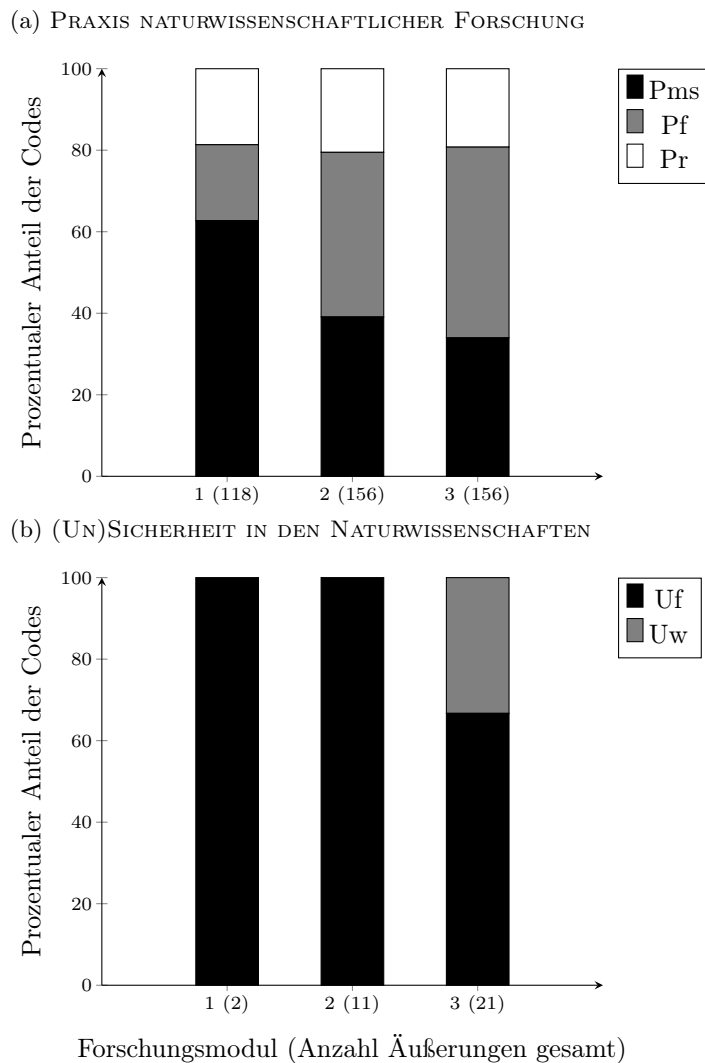 (a) Praxis naturwissenschaftlicher Forschung
Prozentualer Anteil der Codes
100
80
60
40
20
0
1 (118) 2 (156) 3 (156)
Pms
Pf
Pr
(b) (Un)Sicherheit in den Naturwissenschaften
Prozentualer Anteil der Codes
100
80
60
40
20
0
1 (2) 2 (11) 3 (21)
Uf
Uw
Forschungsmodul (Anzahl Äußerungen gesamt)